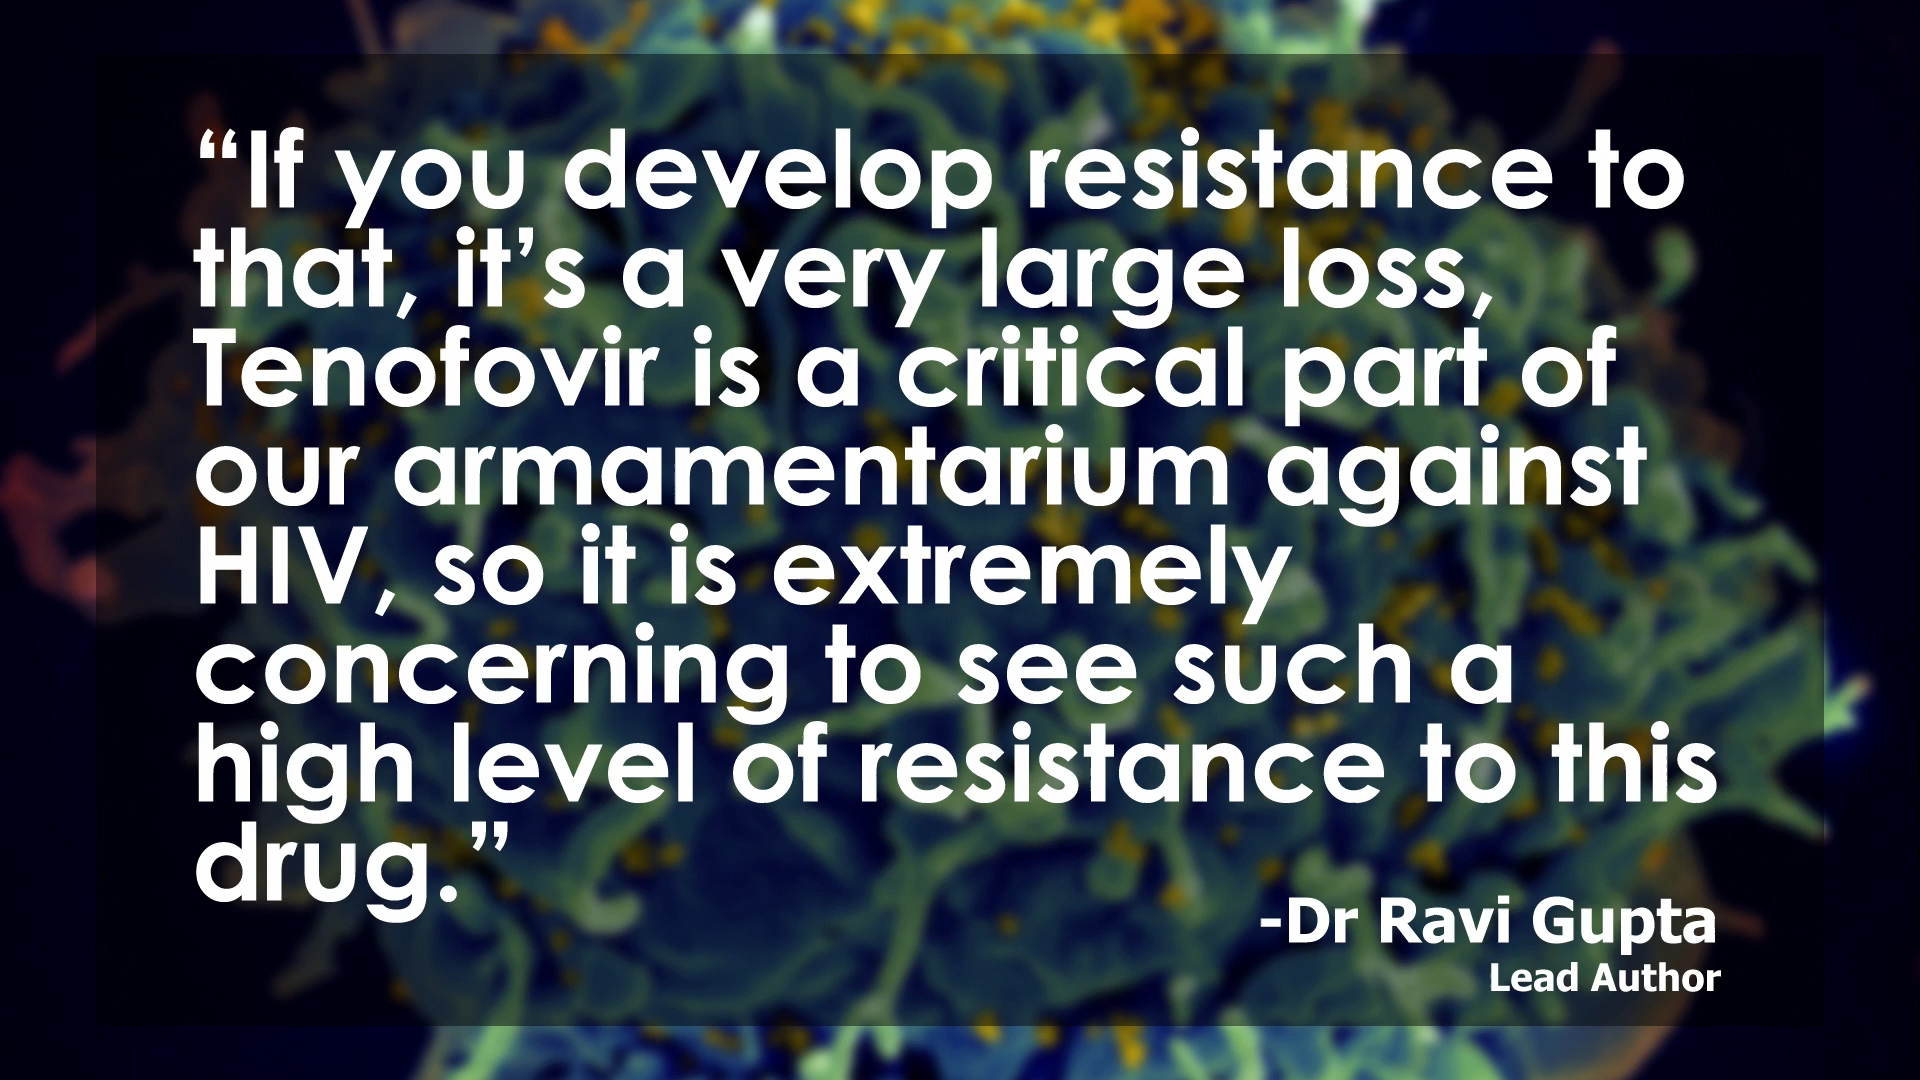 “If you develop resistance to
that, it’s a very large loss,
Tenofovir is a critical part of
our armamentarium against
HIV, so it is extremely
concerning to see such a
high level of resistance to this
drug.”
-Dr Ravi Gupta
Lead Author